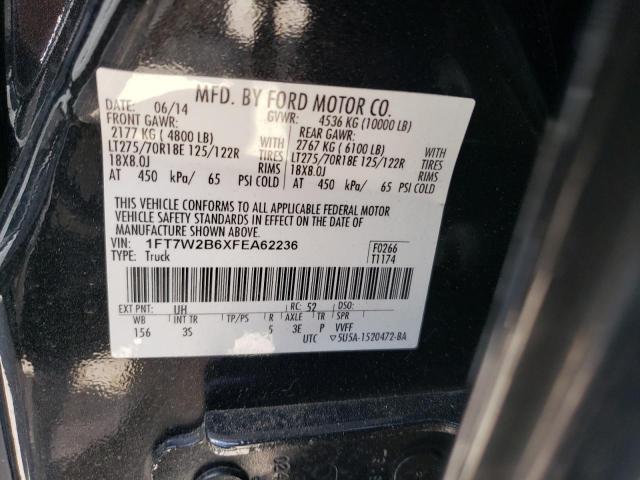 MFD. BY FORD MOTOR CO.
DATE: 06/14 GVWR: 4536 KG (10000 LB)
FRONT GAWR: REAR GAWR:
2177 KG ( 4800 LB) WITH 2767 KG ( 6100 LB) WITH
LT275/70R18E 125/122R TIRES LT275/70R18E 125/122R TIRES
18X8.0J RIMS 18X8.0J RIMS
AT 450 kPa/ 65 PSI COLD AT 450 kPa/ 65 PSI COLD
THIS VEHICLE CONFORMS TO ALL APPLICABLE FEDERAL MOTOR
VEHICLE SAFETY STANDARDS IN EFFECT ON THE DATE OF
MANUFACTURE SHOWN ABOVE.
VIN: 1FT7W2B6XFEA62236 F0266
TYPE: Truck T1174
EXT PNT: UH RC: 52 DSO:
WB INT TR TP/PS R AXLE TR SPR
156 3S 5 3E P VVFF
UTC ▽5U5A-1520472-BA